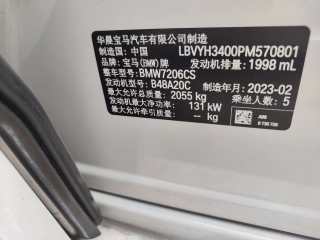 华晨宝马汽车有限公司制造
制造国: 中国 LBVYH3400PM570801
品牌: 宝马(BMW)牌 发动机排量: 1998 mL
整车型号: BMW7206CS
发动机型号: B48A20C 制造年月: 2023-02
最大允许总质量: 2055 kg 乘坐人数: 5
发动机最大净功率: 131 kW
最大允许牵引质量: -- kg